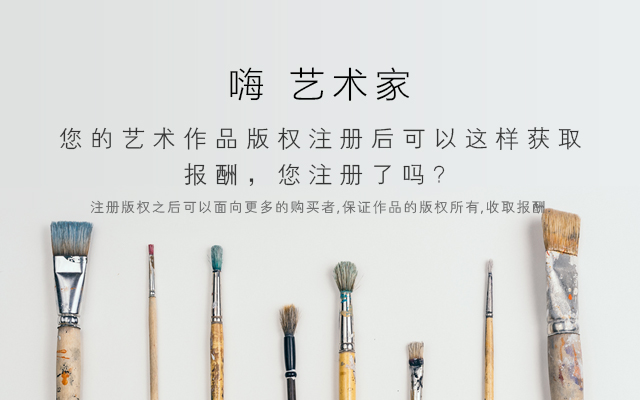 嗨 艺术家
您的艺术作品版权注册后可以这样获取
报酬，您注册了吗?
注册版权之后可以面向更多的购买者,保证作品的版权所有,收取报酬